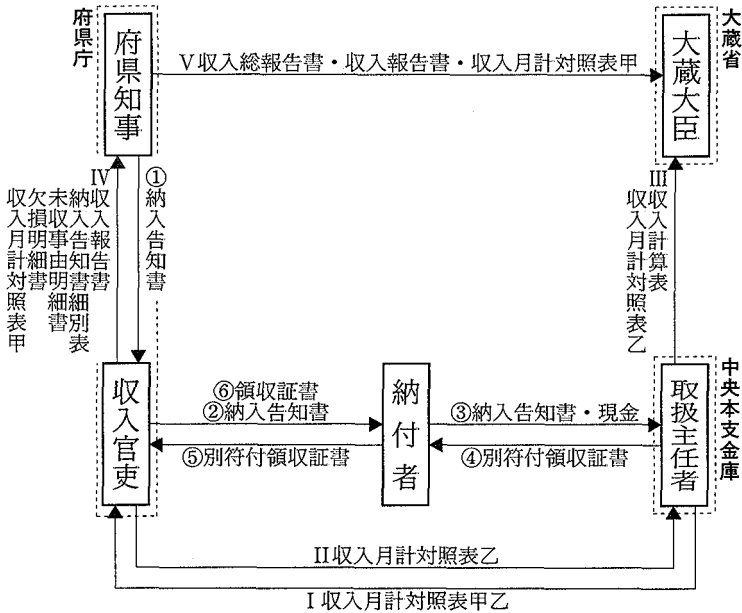 府県庁
府県知事
大蔵省
大蔵大臣
Ⅴ収入総報告書・収入報告書・収入月計対照表甲
①納入告知書
Ⅳ収入報告書
納入告知書細別表
未収事由明細書
欠損明細書
収入月計対照表甲
Ⅲ収入計算表
収入月計対照表乙
収入官吏
納付者
取扱主任者
中央本支金庫
⑥領収証書
②納入告知書
③納入告知書・現金
⑤別符付領収証書
④別符付領収証書
Ⅱ収入月計対照表乙
Ⅰ収入月計対照表甲乙